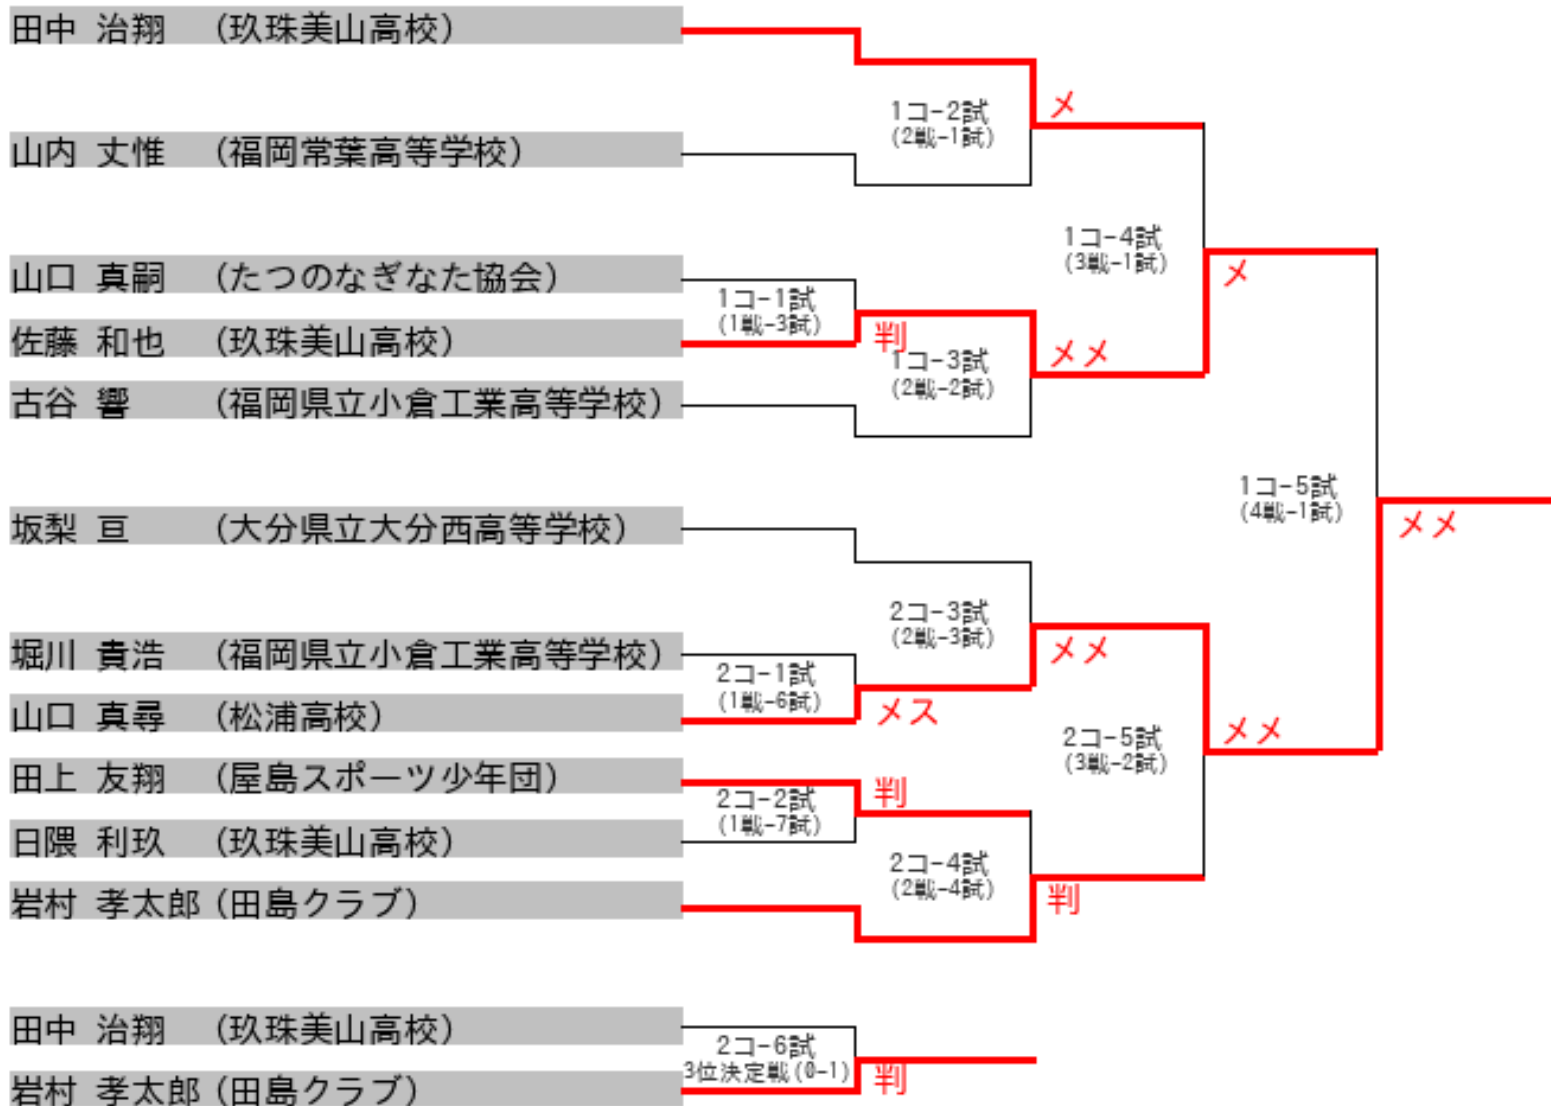 田中 治翔 （玖珠美山高校）
1コ-2試
(2戦-1試)
メ
山内 丈惟 （福岡常葉高等学校）
1コ-4試
(3戦-1試)
メ
山口 真嗣 （たつのなぎなた協会）
1コ-1試
(1戦-3試)
判
佐藤 和也 （玖珠美山高校）
1コ-3試
(2戦-2試)
メメ
古谷 響 （福岡県立小倉工業高等学校）
1コ-5試
(4戦-1試)
メメ
坂梨 亘 （大分県立大分西高等学校）
2コ-3試
(2戦-3試)
メメ
堀川 貴浩 （福岡県立小倉工業高等学校）
2コ-1試
(1戦-6試)
メス
山口 真尋 （松浦高校）
2コ-5試
(3戦-2試)
メメ
田上 友翔 （屋島スポーツ少年団）
2コ-2試
(1戦-7試)
判
日隈 利玖 （玖珠美山高校）
2コ-4試
(2戦-4試)
判
岩村 孝太郎 （田島クラブ）
田中 治翔 （玖珠美山高校）
2コ-6試
3位決定戦(0-1)
判
岩村 孝太郎 （田島クラブ）